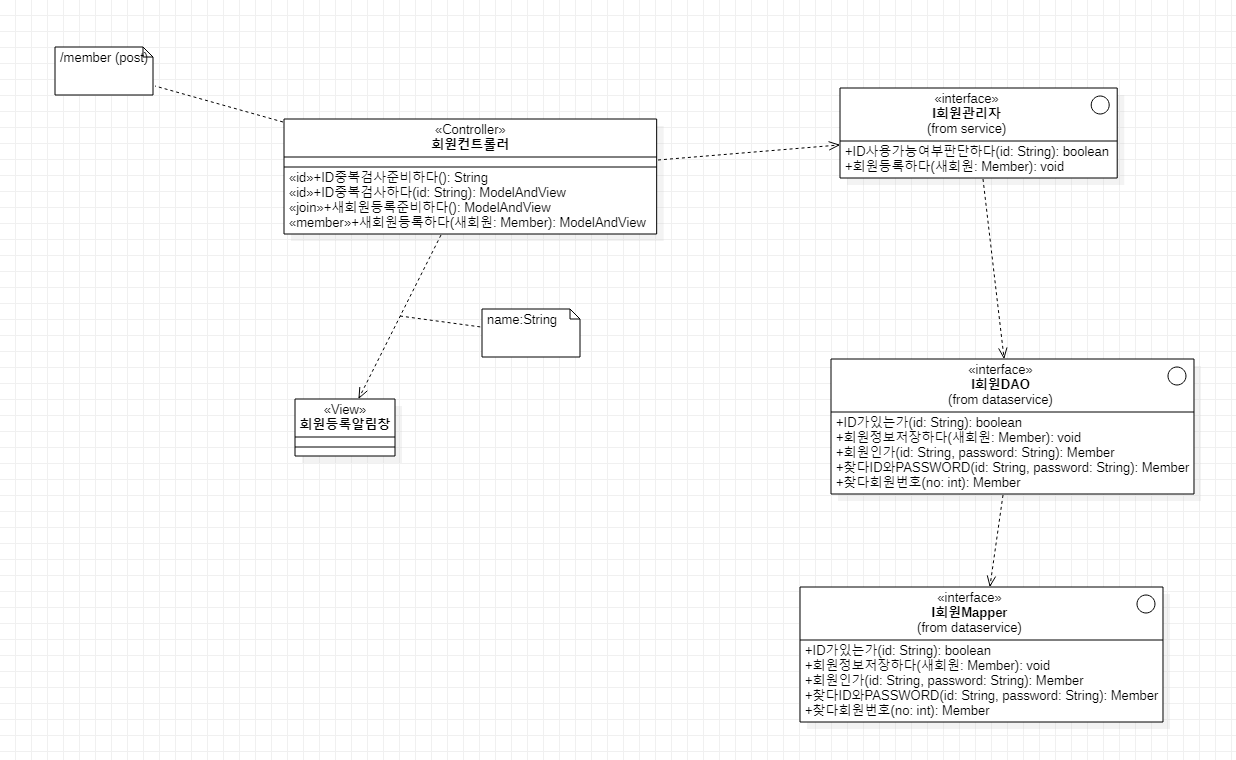 /member (post)
«Controller»
회원컨트롤러
«id»+ID중복검사준비하다(): String
«id»+ID중복검사하다(id: String): ModelAndView
«join»+새회원등록준비하다(): ModelAndView
«member»+새회원등록하다(새회원: Member): ModelAndView
«interface»
I회원관리자
(from service)
+ID사용가능여부판단하다(id: String): boolean
+회원등록하다(새회원: Member): void
name:String
«View»
회원등록알림창
«interface»
I회원DAO
(from dataservice)
+ID가있는가(id: String): boolean
+회원정보저장하다(새회원: Member): void
+회원인가(id: String, password: String): Member
+찾다ID와PASSWORD(id: String, password: String): Member
+찾다회원번호(no: int): Member
«interface»
I회원Mapper
(from dataservice)
+ID가있는가(id: String): boolean
+회원정보저장하다(새회원: Member): void
+회원인가(id: String, password: String): Member
+찾다ID와PASSWORD(id: String, password: String): Member
+찾다회원번호(no: int): Member